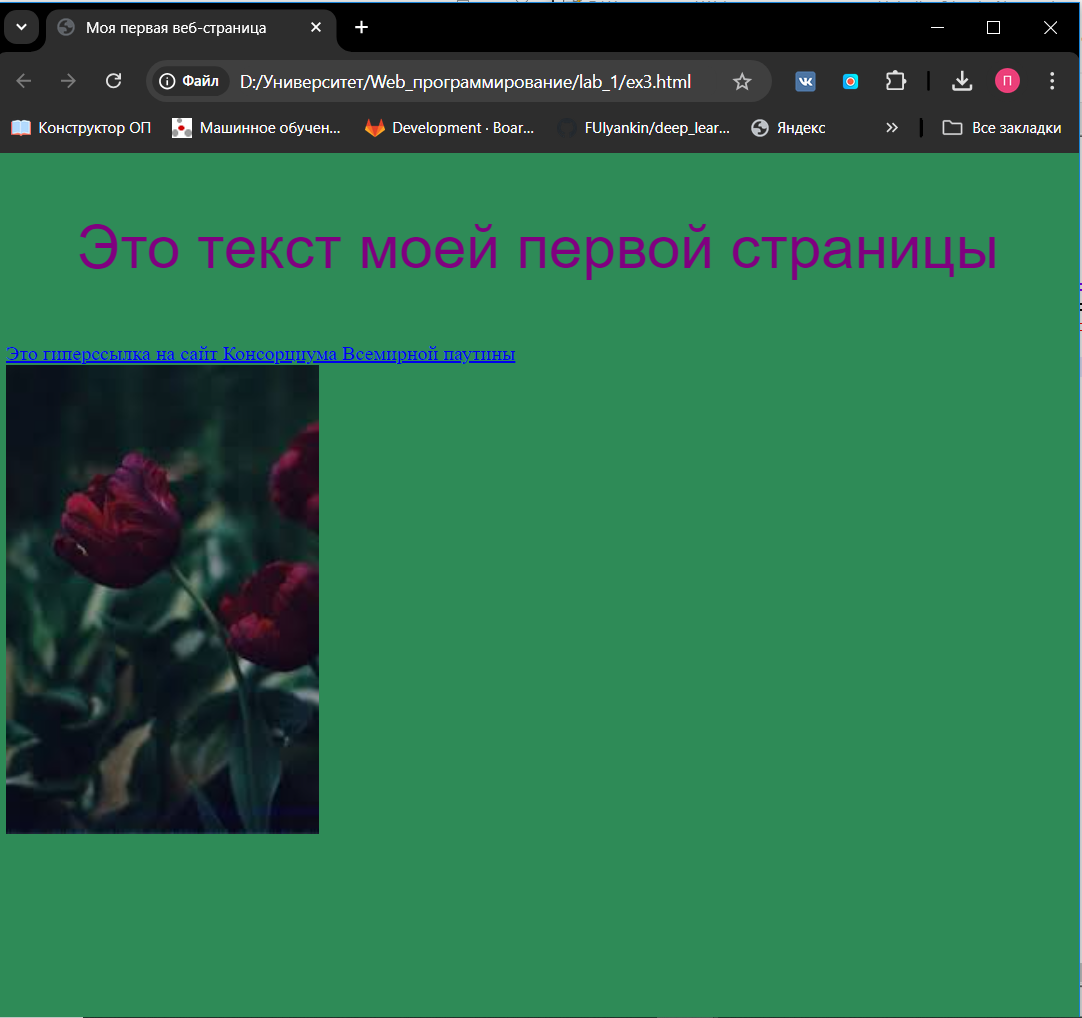 Моя первая веб-страница
Файл
D:/Университет/Web_программирование/lab_1/ex3.html
П
Конструктор ОП
Машинное обучен...
Development · Boar...
FUlyankin/deep_lear...
Яндекс
Все закладки
Это текст моей первой страницы
Это гиперссылка на сайт Консорциума Всемирной паутины